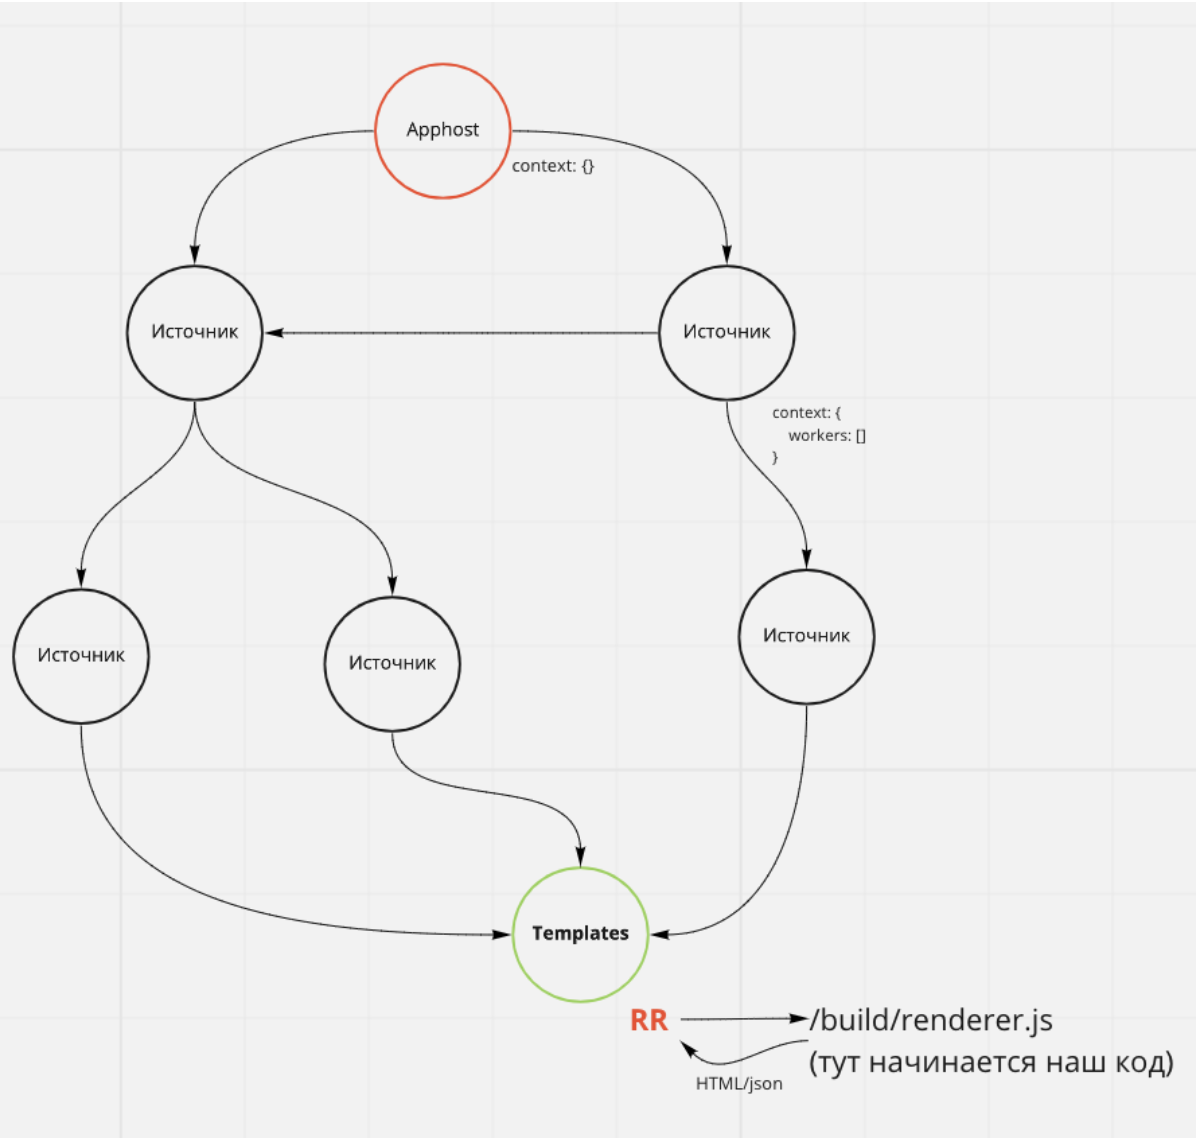 Apphost
context: {}
Источник
Источник
context: {
workers: []
}
Источник
Источник
Источник
Templates
RR
/build/renderer.js
(тут начинается наш код)
HTML/json